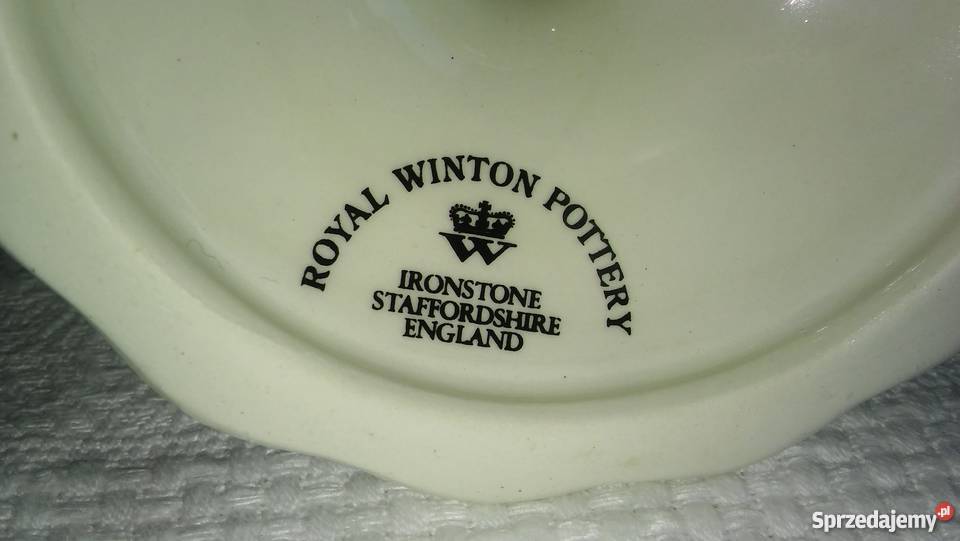 ROYAL WINTON POTTERY
W
IRONSTONE
STAFFORDSHIRE
ENGLAND
Sprzedajemy.pl